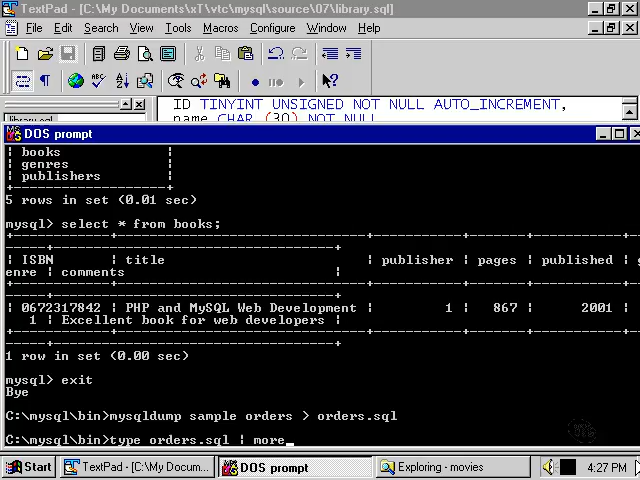 TextPad - [C:\My Documents\xT\vtc\mysql\source\07\library.sql]
File Edit Search View Tools Macros Configure Window Help
ID TINYINT UNSIGNED NOT NULL AUTO_INCREMENT,
library.sql
name CHAR (30) NOT NULL
DOS prompt
| books |
| genres |
| publishers |
+---------------------+
5 rows in set (0.01 sec)
mysql> select * from books;
| ISBN | title | publisher | pages | published | g
enre | comments |
| 0672317842 | PHP and MySQL Web Development | 1 | 867 | 2001 |
1 | Excellent book for web developers |
1 row in set (0.00 sec)
mysql> exit
Bye
C:\mysql\bin>mysqldump sample orders > orders.sql
C:\mysql\bin>type orders.sql | more_
Start TextPad - [C:\My Docum... DOS prompt Exploring - movies 4:27 PM